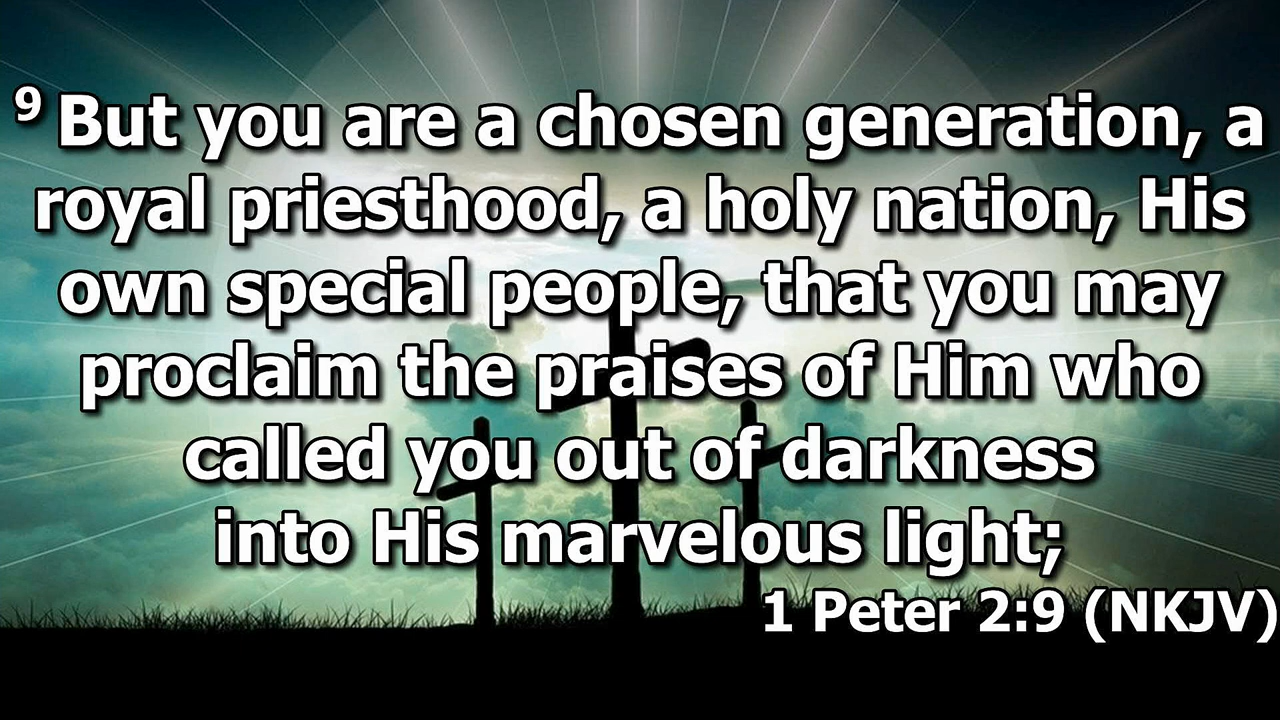 9 But you are a chosen generation, a
royal priesthood, a holy nation, His
own special people, that you may
proclaim the praises of Him who
called you out of darkness
into His marvelous light;
1 Peter 2:9 (NKJV)